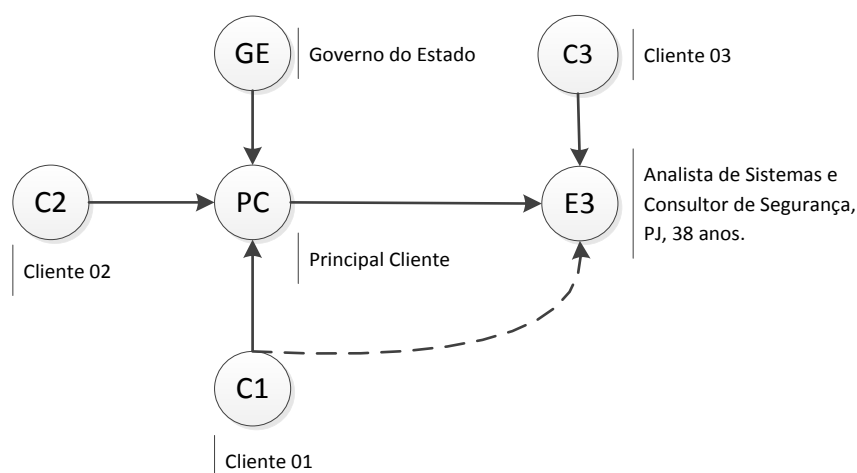 GE
Governo do Estado
C3
Cliente 03
C2
Cliente 02
PC
Principal Cliente
E3
Analista de Sistemas e
Consultor de Segurança,
PJ, 38 anos.
C1
Cliente 01